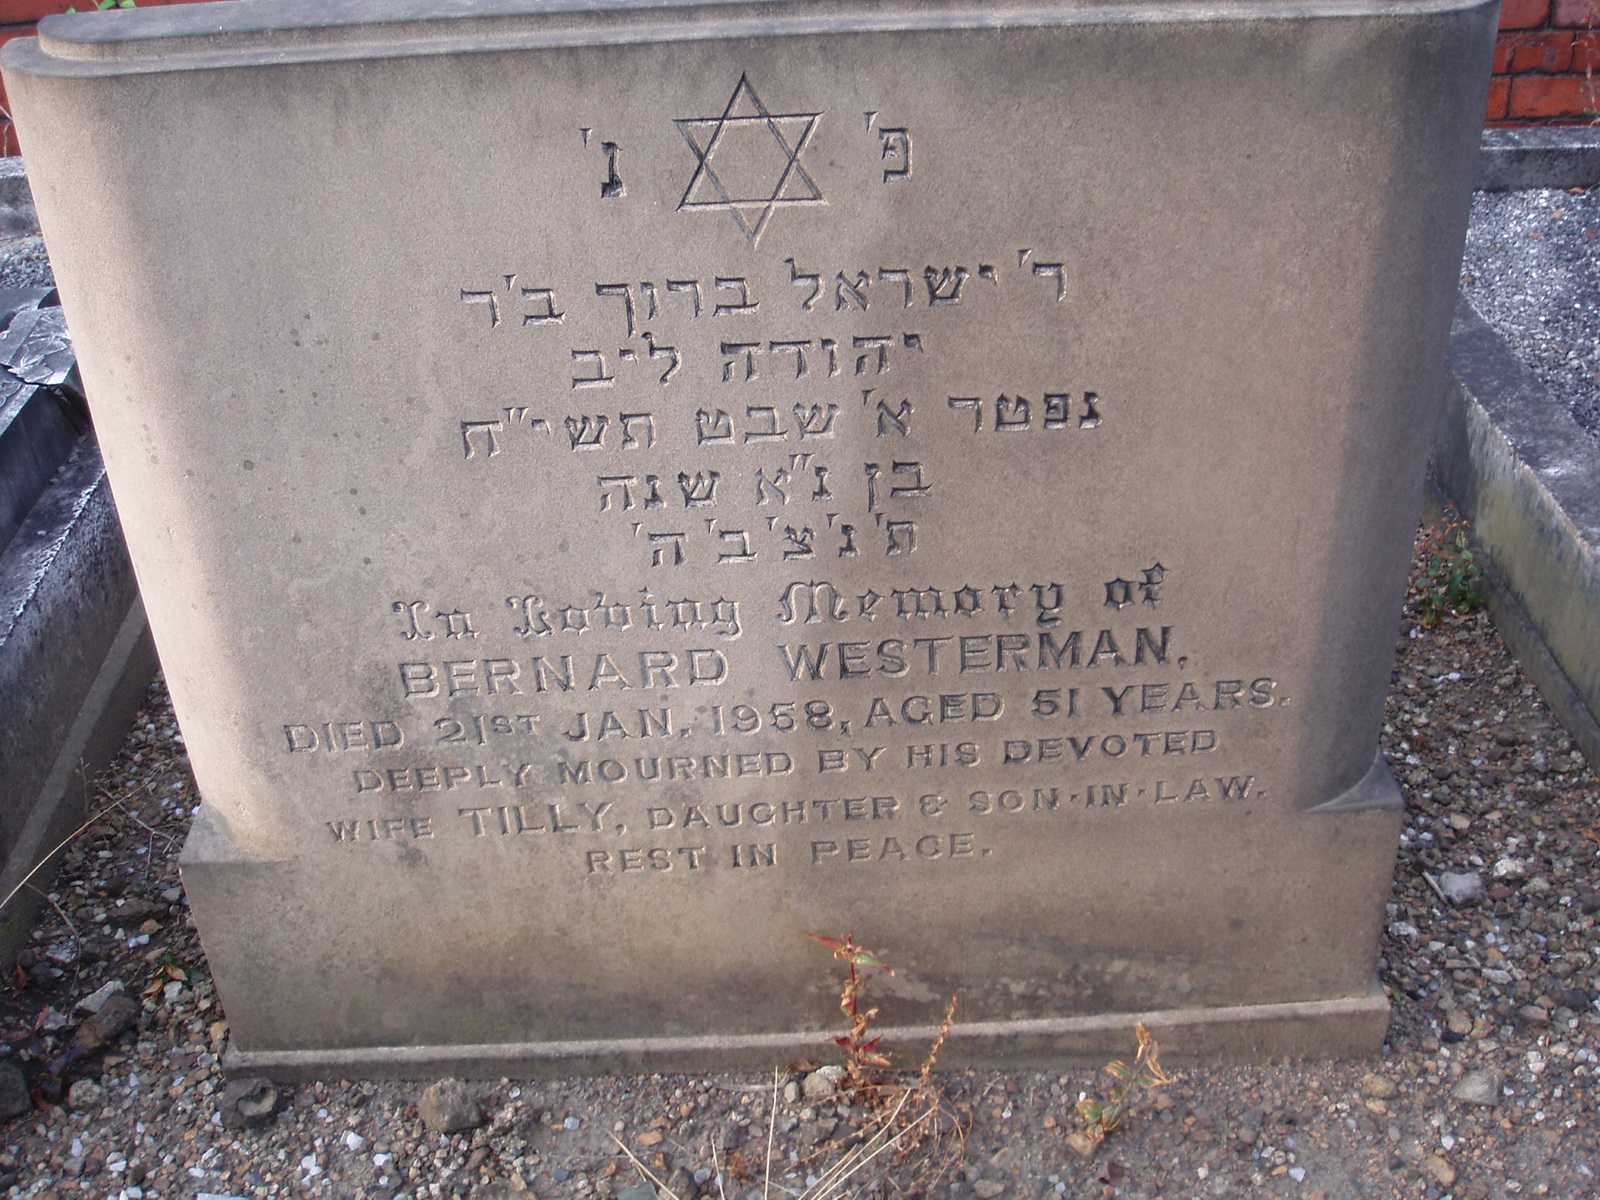 פ' נ'
ר' ישראל ברוך ב'ר
יהודה ליב
נפטר א' שבט תשי"ח
בן נ"א שנה
ת'נ'צ'ב'ה'
In Loving Memory of
BERNARD WESTERMAN.
DIED 21ST JAN. 1958, AGED 51 YEARS.
DEEPLY MOURNED BY HIS DEVOTED
WIFE TILLY, DAUGHTER & SON-IN-LAW.
REST IN PEACE.